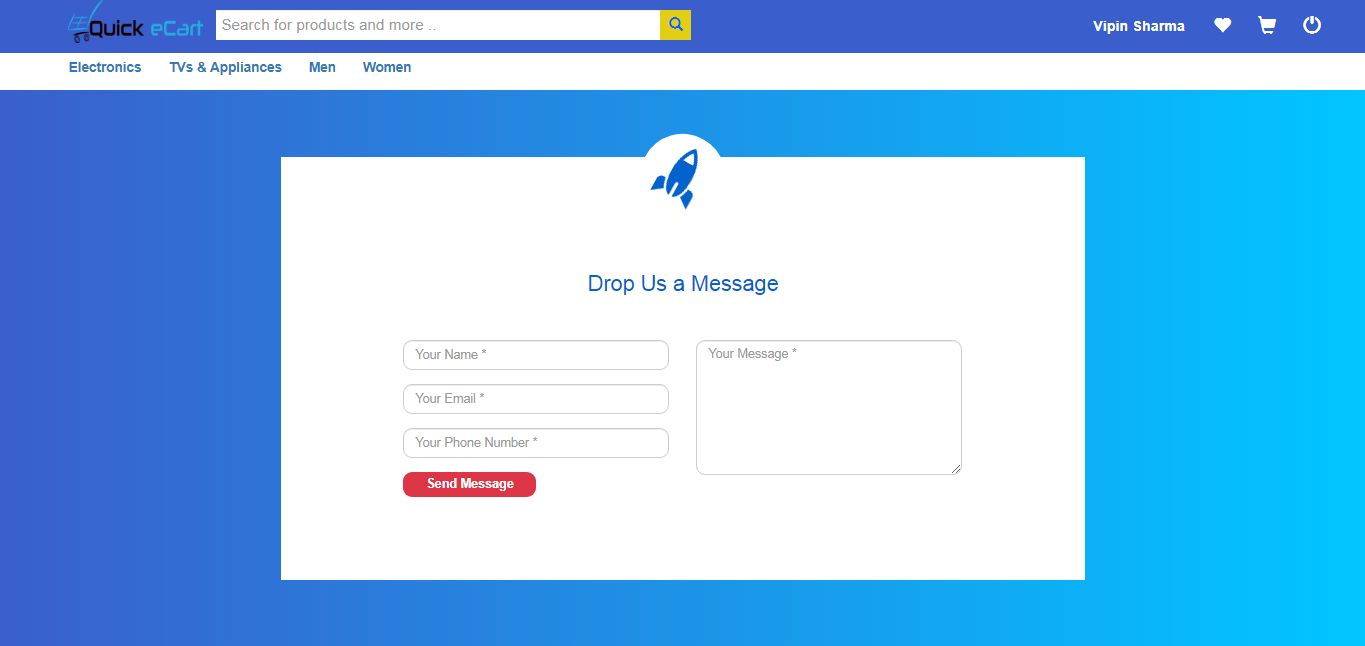 Quick eCart
Search for products and more ..
Vipin Sharma
Electronics
TVs & Appliances
Men
Women
Drop Us a Message
Your Name *
Your Email *
Your Phone Number *
Send Message
Your Message *